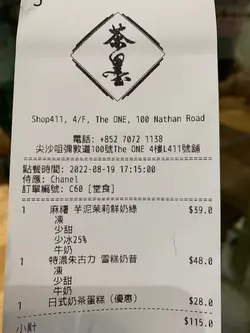 茶墨
Shop411, 4/F, The ONE, 100 Nathan Road
電話: +852 7072 1138
尖沙咀彌敦道100號The ONE 4樓L411號舖
點餐時間: 2022-08-19 17:15:00
侍應: Chanel
訂單編號: C60 [堂食]
1 麻糬 芋泥茉莉鮮奶綠 $39.0
凍
少甜
少冰25%
牛奶
1 特濃朱古力 雪糕奶昔 $48.0
凍
少甜
牛奶
1 日式奶茶蛋糕 (優惠) $28.0
小計 $115.0